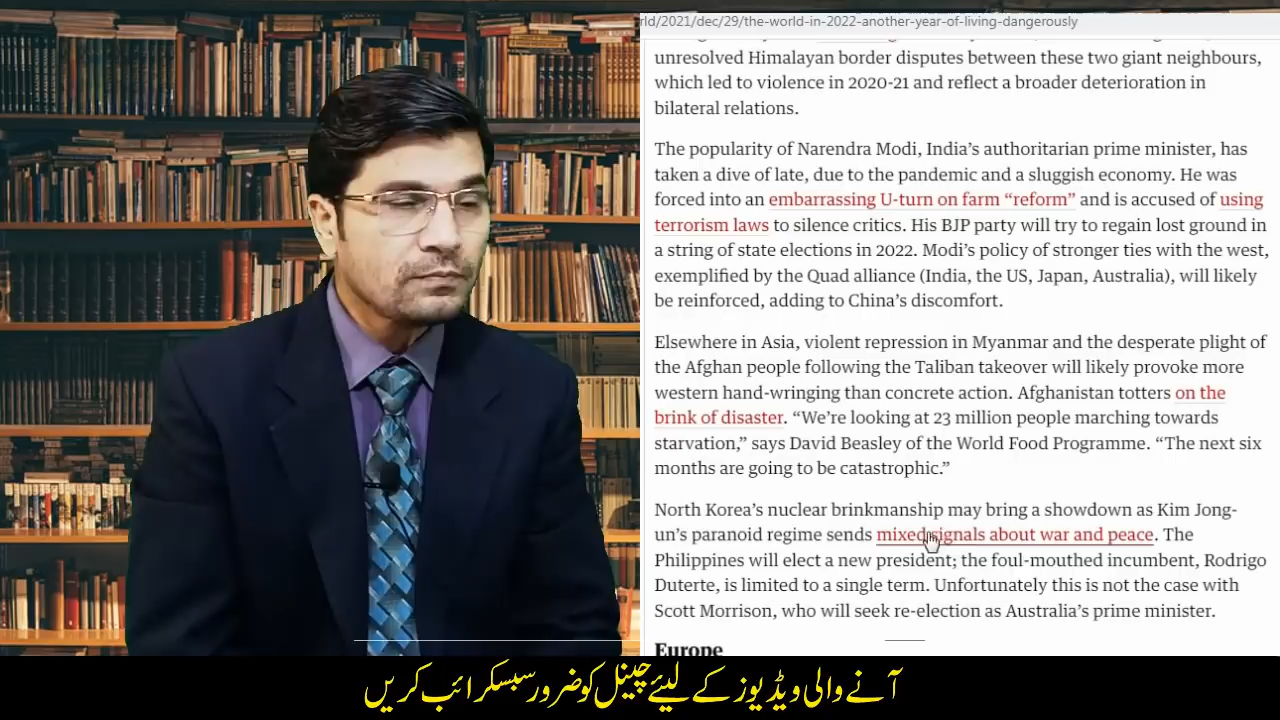 rld/2021/dec/29/the-world-in-2022-another-year-of-living-dangerously
unresolved Himalayan border disputes between these two giant neighbours,
which led to violence in 2020-21 and reflect a broader deterioration in
bilateral relations.
The popularity of Narendra Modi, India’s authoritarian prime minister, has
taken a dive of late, due to the pandemic and a sluggish economy. He was
forced into an embarrassing U-turn on farm “reform” and is accused of using
terrorism laws to silence critics. His BJP party will try to regain lost ground in
a string of state elections in 2022. Modi’s policy of stronger ties with the west,
exemplified by the Quad alliance (India, the US, Japan, Australia), will likely
be reinforced, adding to China’s discomfort.
Elsewhere in Asia, violent repression in Myanmar and the desperate plight of
the Afghan people following the Taliban takeover will likely provoke more
western hand-wringing than concrete action. Afghanistan totters on the
brink of disaster. “We’re looking at 23 million people marching towards
starvation,” says David Beasley of the World Food Programme. “The next six
months are going to be catastrophic.”
North Korea’s nuclear brinkmanship may bring a showdown as Kim Jong-
un’s paranoid regime sends mixed signals about war and peace. The
Philippines will elect a new president; the foul-mouthed incumbent, Rodrigo
Duterte, is limited to a single term. Unfortunately this is not the case with
Scott Morrison, who will seek re-election as Australia’s prime minister.
Europe
آنے والی ویڈیوز کے لیئے چینل کو ضرور سبسکرائب کریں